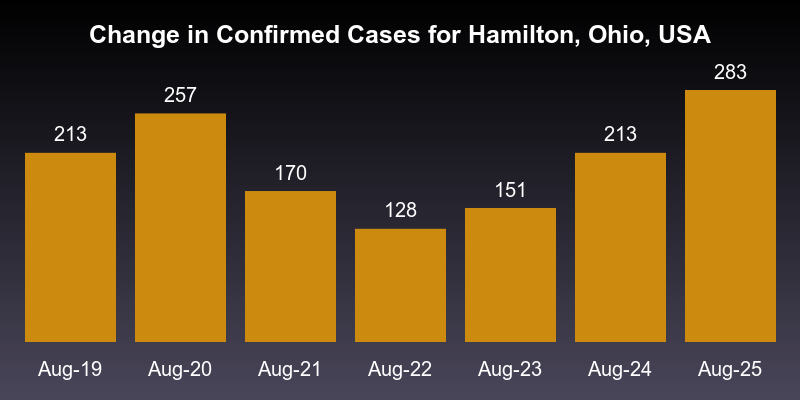 Change in Confirmed Cases for Hamilton, Ohio, USA
213
257
170
128
151
213
283
Aug-19
Aug-20
Aug-21
Aug-22
Aug-23
Aug-24
Aug-25